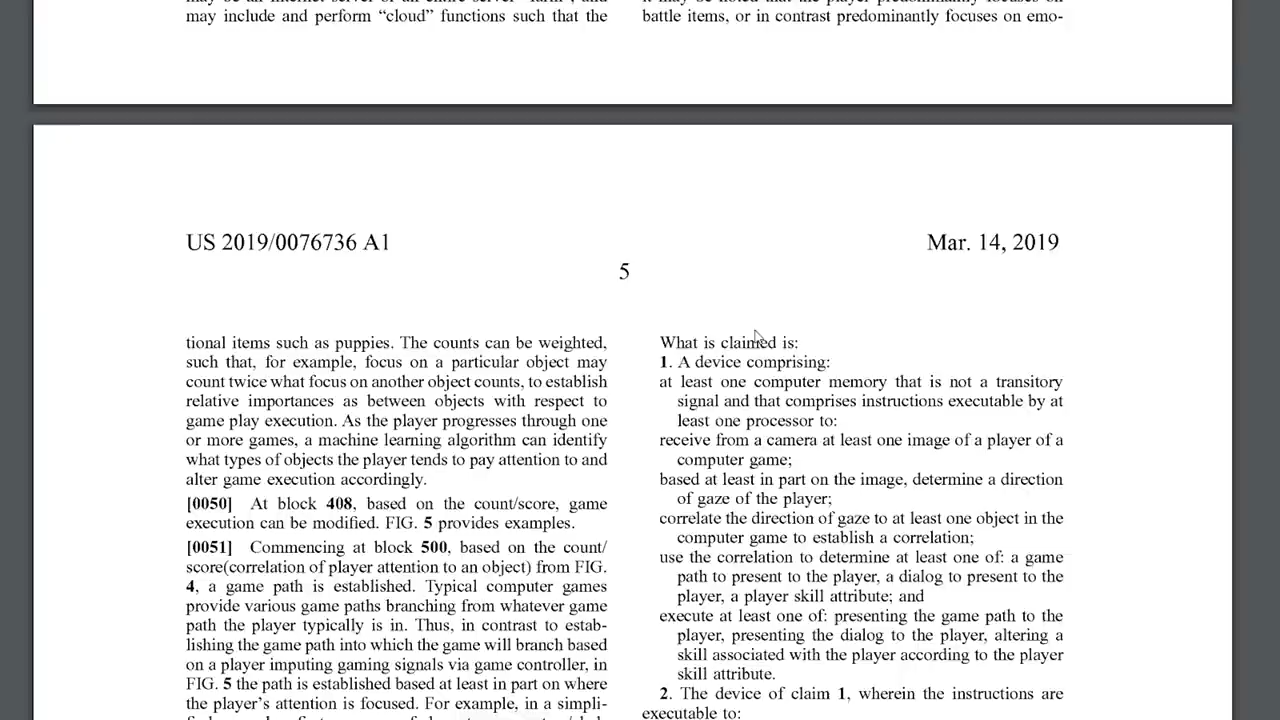 may include and perform “cloud” functions such that the
battle items, or in contrast predominantly focuses on emo-
US 2019/0076736 A1
Mar. 14, 2019
5
tional items such as puppies. The counts can be weighted,
such that, for example, focus on a particular object may
count twice what focus on another object counts, to establish
relative importances as between objects with respect to
game play execution. As the player progresses through one
or more games, a machine learning algorithm can identify
what types of objects the player tends to pay attention to and
alter game execution accordingly.
[0050] At block 408, based on the count/score, game
execution can be modified. FIG. 5 provides examples.
[0051] Commencing at block 500, based on the count/
score(correlation of player attention to an object) from FIG.
4, a game path is established. Typical computer games
provide various game paths branching from whatever game
path the player typically is in. Thus, in contrast to estab-
lishing the game path into which the game will branch based
on a player imputing gaming signals via game controller, in
FIG. 5 the path is established based at least in part on where
the player’s attention is focused. For example, in a simpli-
What is claimed is:
1. A device comprising:
at least one computer memory that is not a transitory
signal and that comprises instructions executable by at
least one processor to:
receive from a camera at least one image of a player of a
computer game;
based at least in part on the image, determine a direction
of gaze of the player;
correlate the direction of gaze to at least one object in the
computer game to establish a correlation;
use the correlation to determine at least one of: a game
path to present to the player, a dialog to present to the
player, a player skill attribute; and
execute at least one of: presenting the game path to the
player, presenting the dialog to the player, altering a
skill associated with the player according to the player
skill attribute.
2. The device of claim 1, wherein the instructions are
executable to: